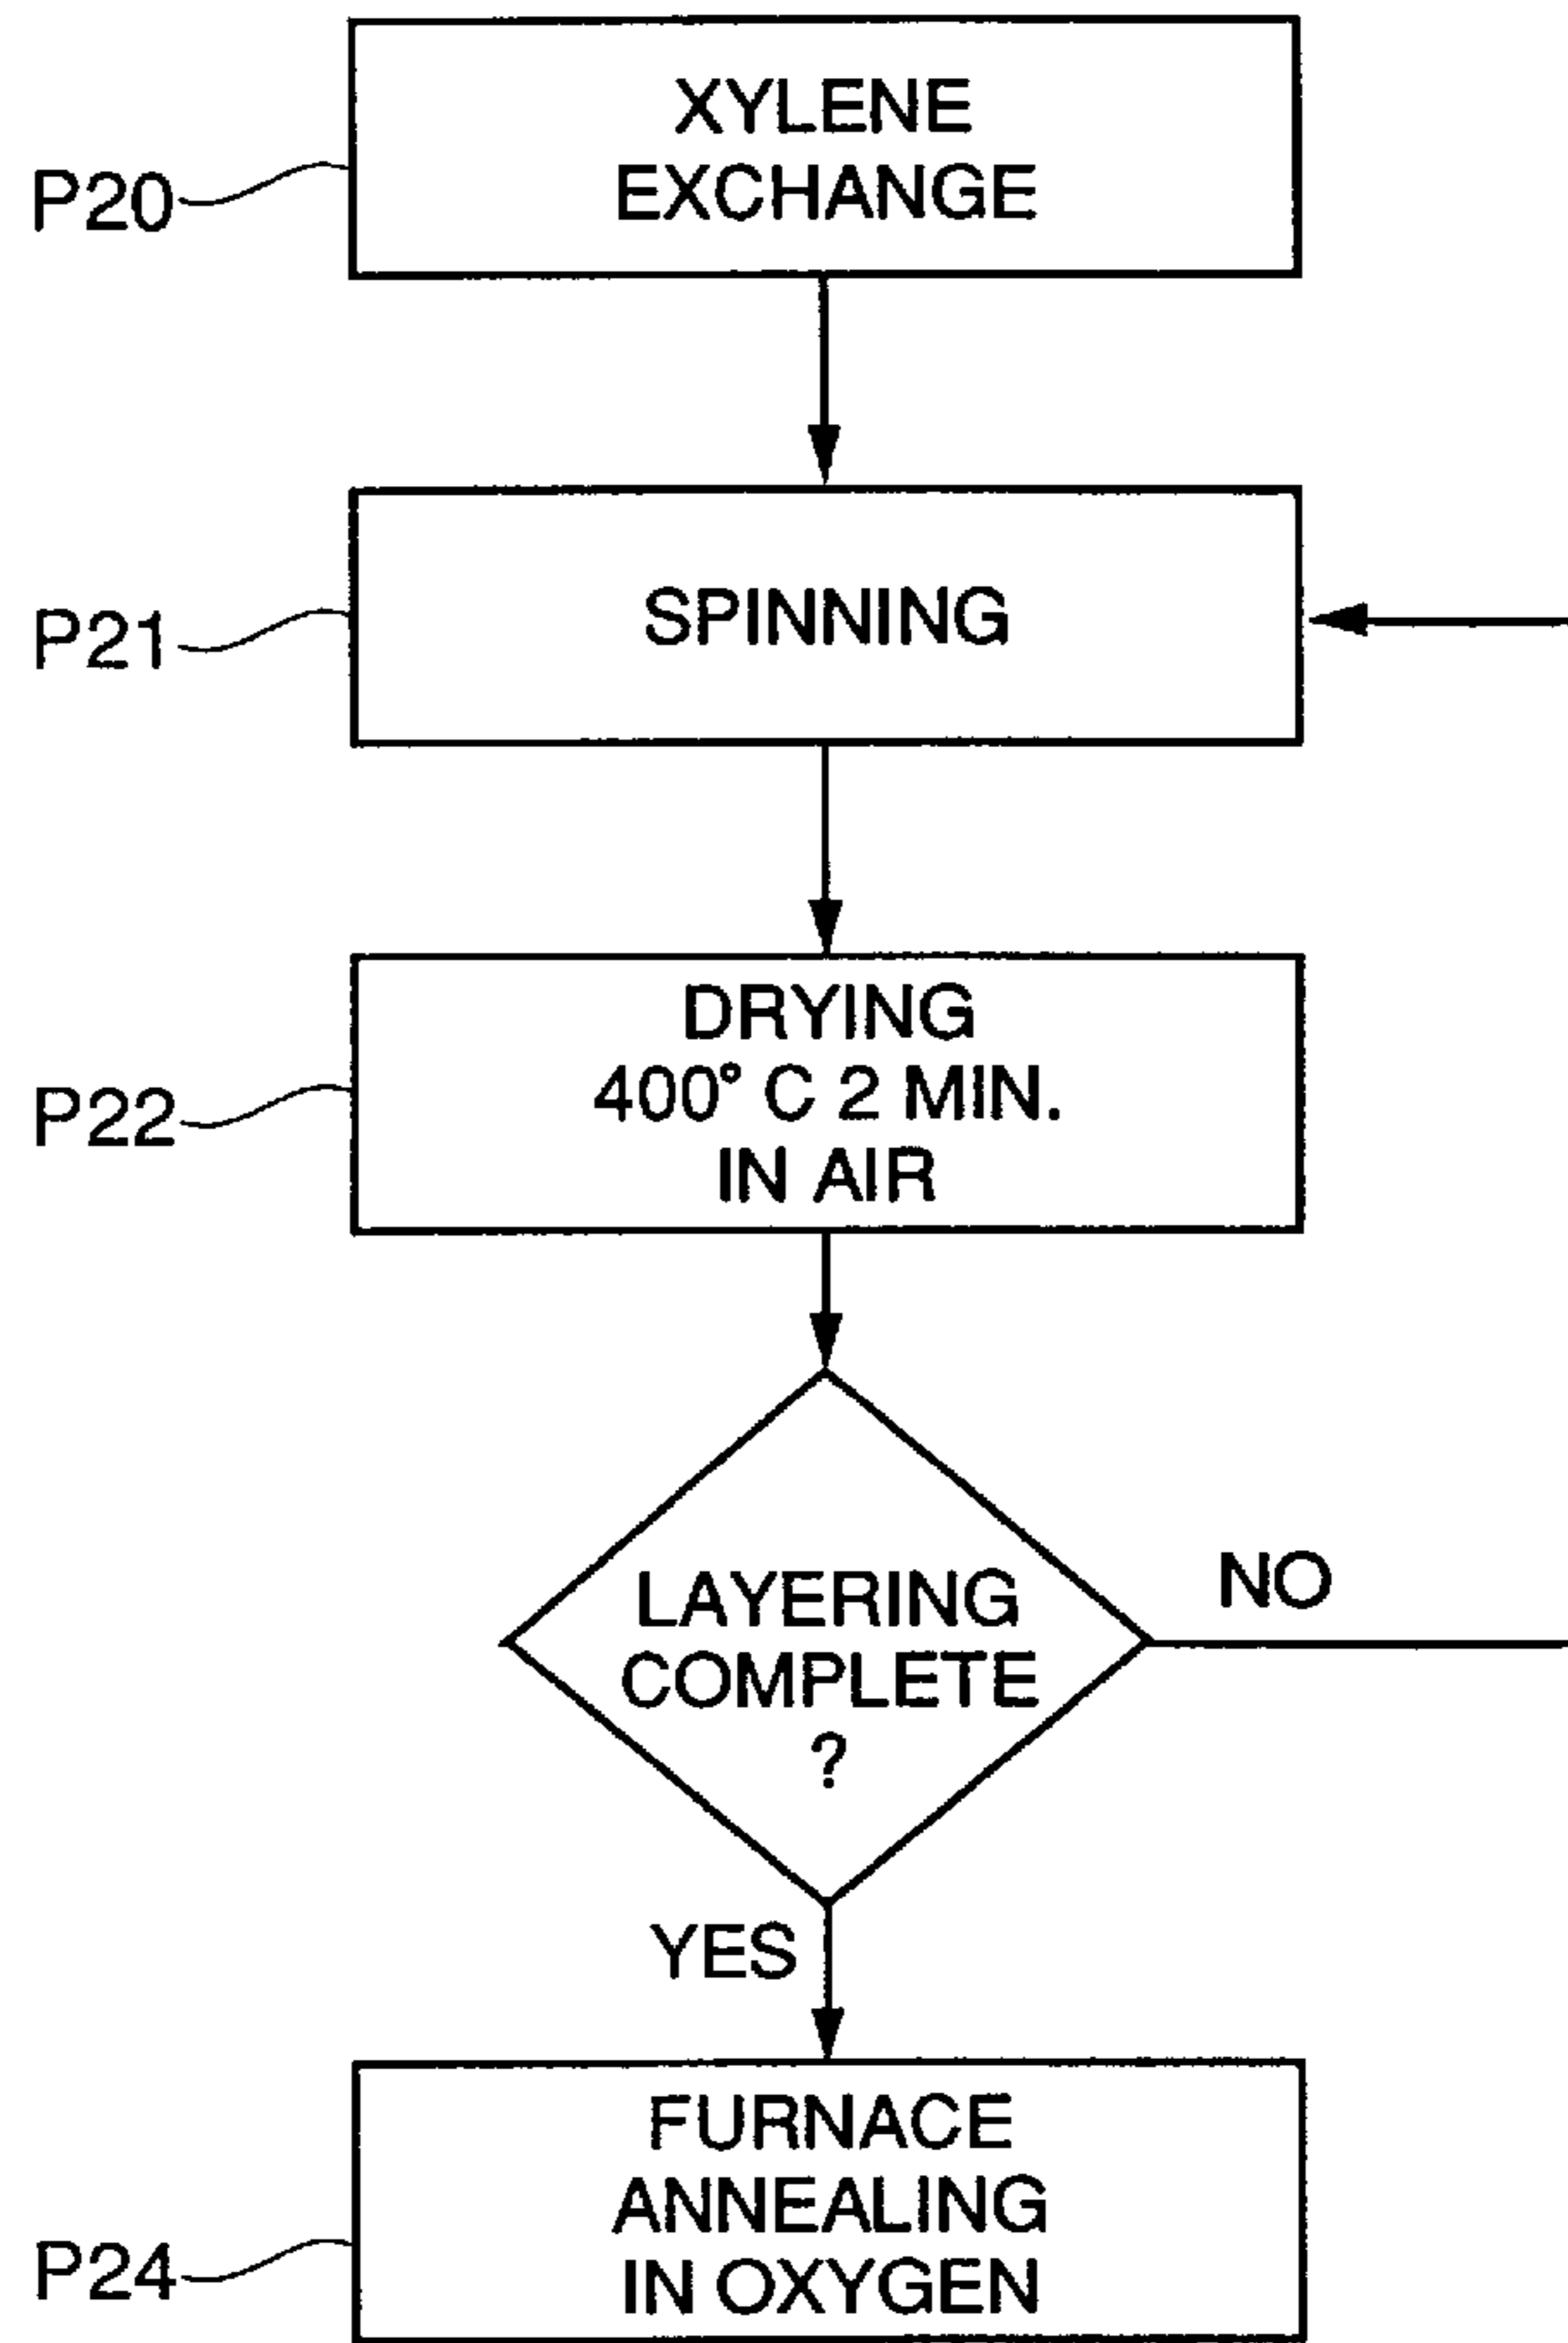 XYLENE
EXCHANGE
P20
SPINNING
P21
DRYING
400° C 2 MIN.
IN AIR
P22
LAYERING
COMPLETE
?
NO
YES
FURNACE
ANNEALING
IN OXYGEN
P24